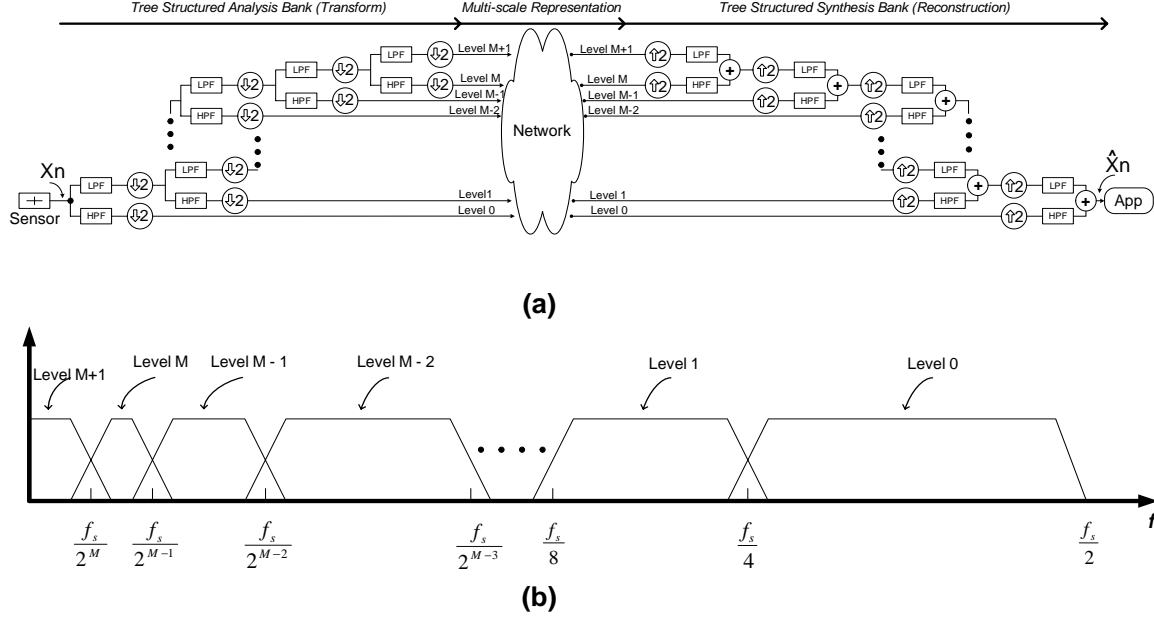 Tree Structured Analysis Bank (Transform) Multi-scale Representation Tree Structured Synthesis Bank (Reconstruction)
LPF ⇓2 Level M+1 Level M+1 ⇑2 LPF
LPF ⇓2 HPF ⇓2 Level M Level M ⇑2 HPF + ⇑2 LPF
LPF ⇓2 HPF ⇓2 Level M-1 Level M-1 ⇑2 HPF + ⇑2 LPF
HPF ⇓2 Level M-2 Level M-2 ⇑2 HPF +
Network
Xn LPF ⇓2 ⇑2 LPF X̂n
LPF ⇓2 HPF ⇓2 Level1 Level 1 ⇑2 HPF + ⇑2 LPF
Sensor HPF ⇓2 Level 0 Level 0 ⇑2 HPF + App
(a)
Level M+1 Level M Level M - 1 Level M - 2 Level 1 Level 0
f_s/2^M f_s/2^{M-1} f_s/2^{M-2} f_s/2^{M-3} f_s/8 f_s/4 f_s/2 f
(b)